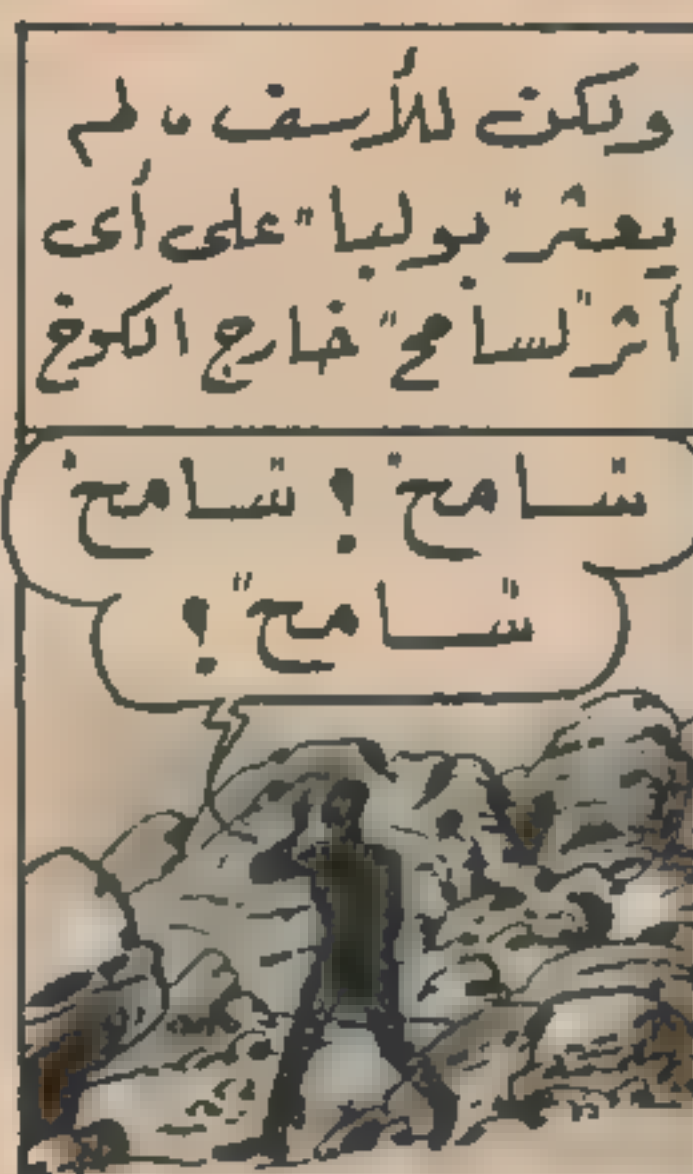 ولكن للأسف، لم
يعثر "بولبا" على أى
أثر "لسامح" خارج الكوخ
"سامح"! "سامح"
"سامح"!